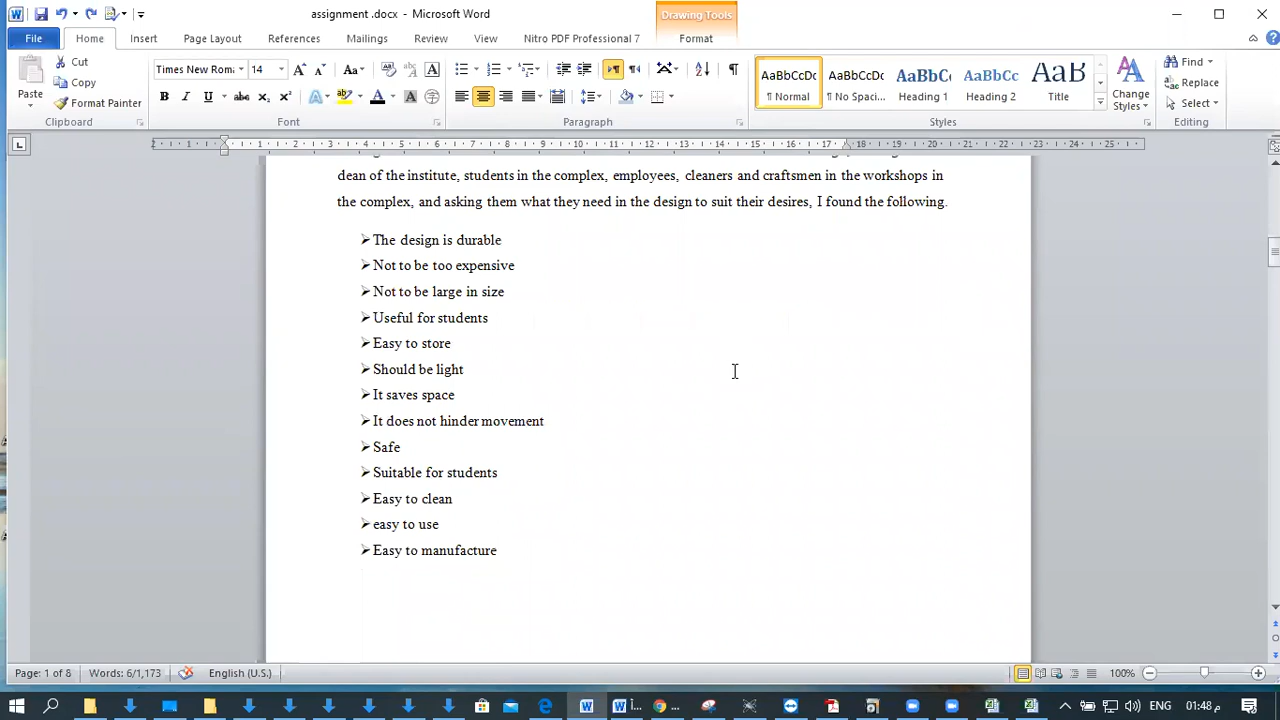 assignment .docx - Microsoft Word
Drawing Tools
File Home Insert Page Layout References Mailings Review View Nitro PDF Professional 7 Format
Paste
Cut
Copy
Format Painter
Clipboard
Times New Rom: 14
Font
Paragraph
AaBbCcDc AaBbCcDc AaBbC AaBbCc AaB
¶ Normal ¶ No Spaci... Heading 1 Heading 2 Title
Change Styles
Styles
Find
Replace
Select
Editing
dean of the institute, students in the complex, employees, cleaners and craftsmen in the workshops in
the complex, and asking them what they need in the design to suit their desires, I found the following.
➢ The design is durable
➢ Not to be too expensive
➢ Not to be large in size
➢ Useful for students
➢ Easy to store
➢ Should be light
➢ It saves space
➢ It does not hinder movement
➢ Safe
➢ Suitable for students
➢ Easy to clean
➢ easy to use
➢ Easy to manufacture
Page: 1 of 8 Words: 6/1,173 English (U.S.) 100%
ENG 01:48 م